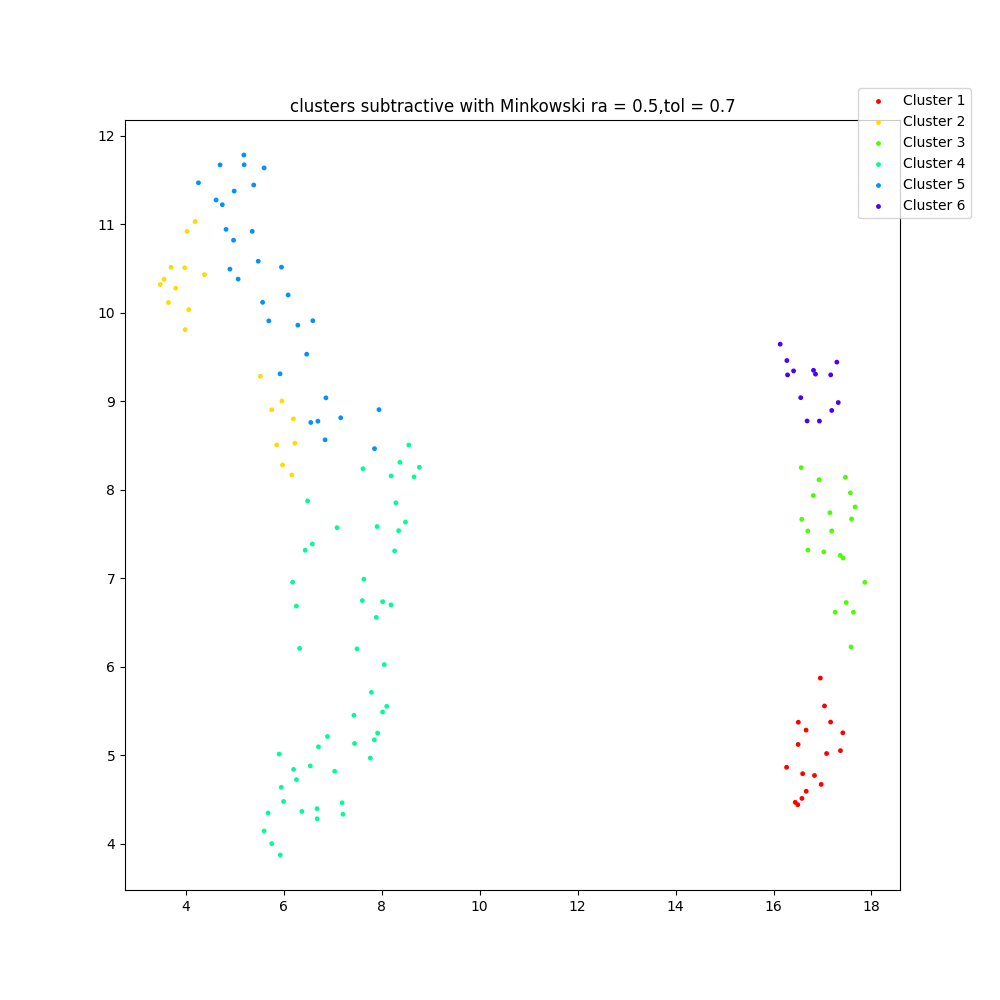 clusters subtractive with Minkowski ra = 0.5,tol = 0.7
Cluster 1
Cluster 2
Cluster 3
Cluster 4
Cluster 5
Cluster 6
12
11
10
9
8
7
6
5
4
4 6 8 10 12 14 16 18